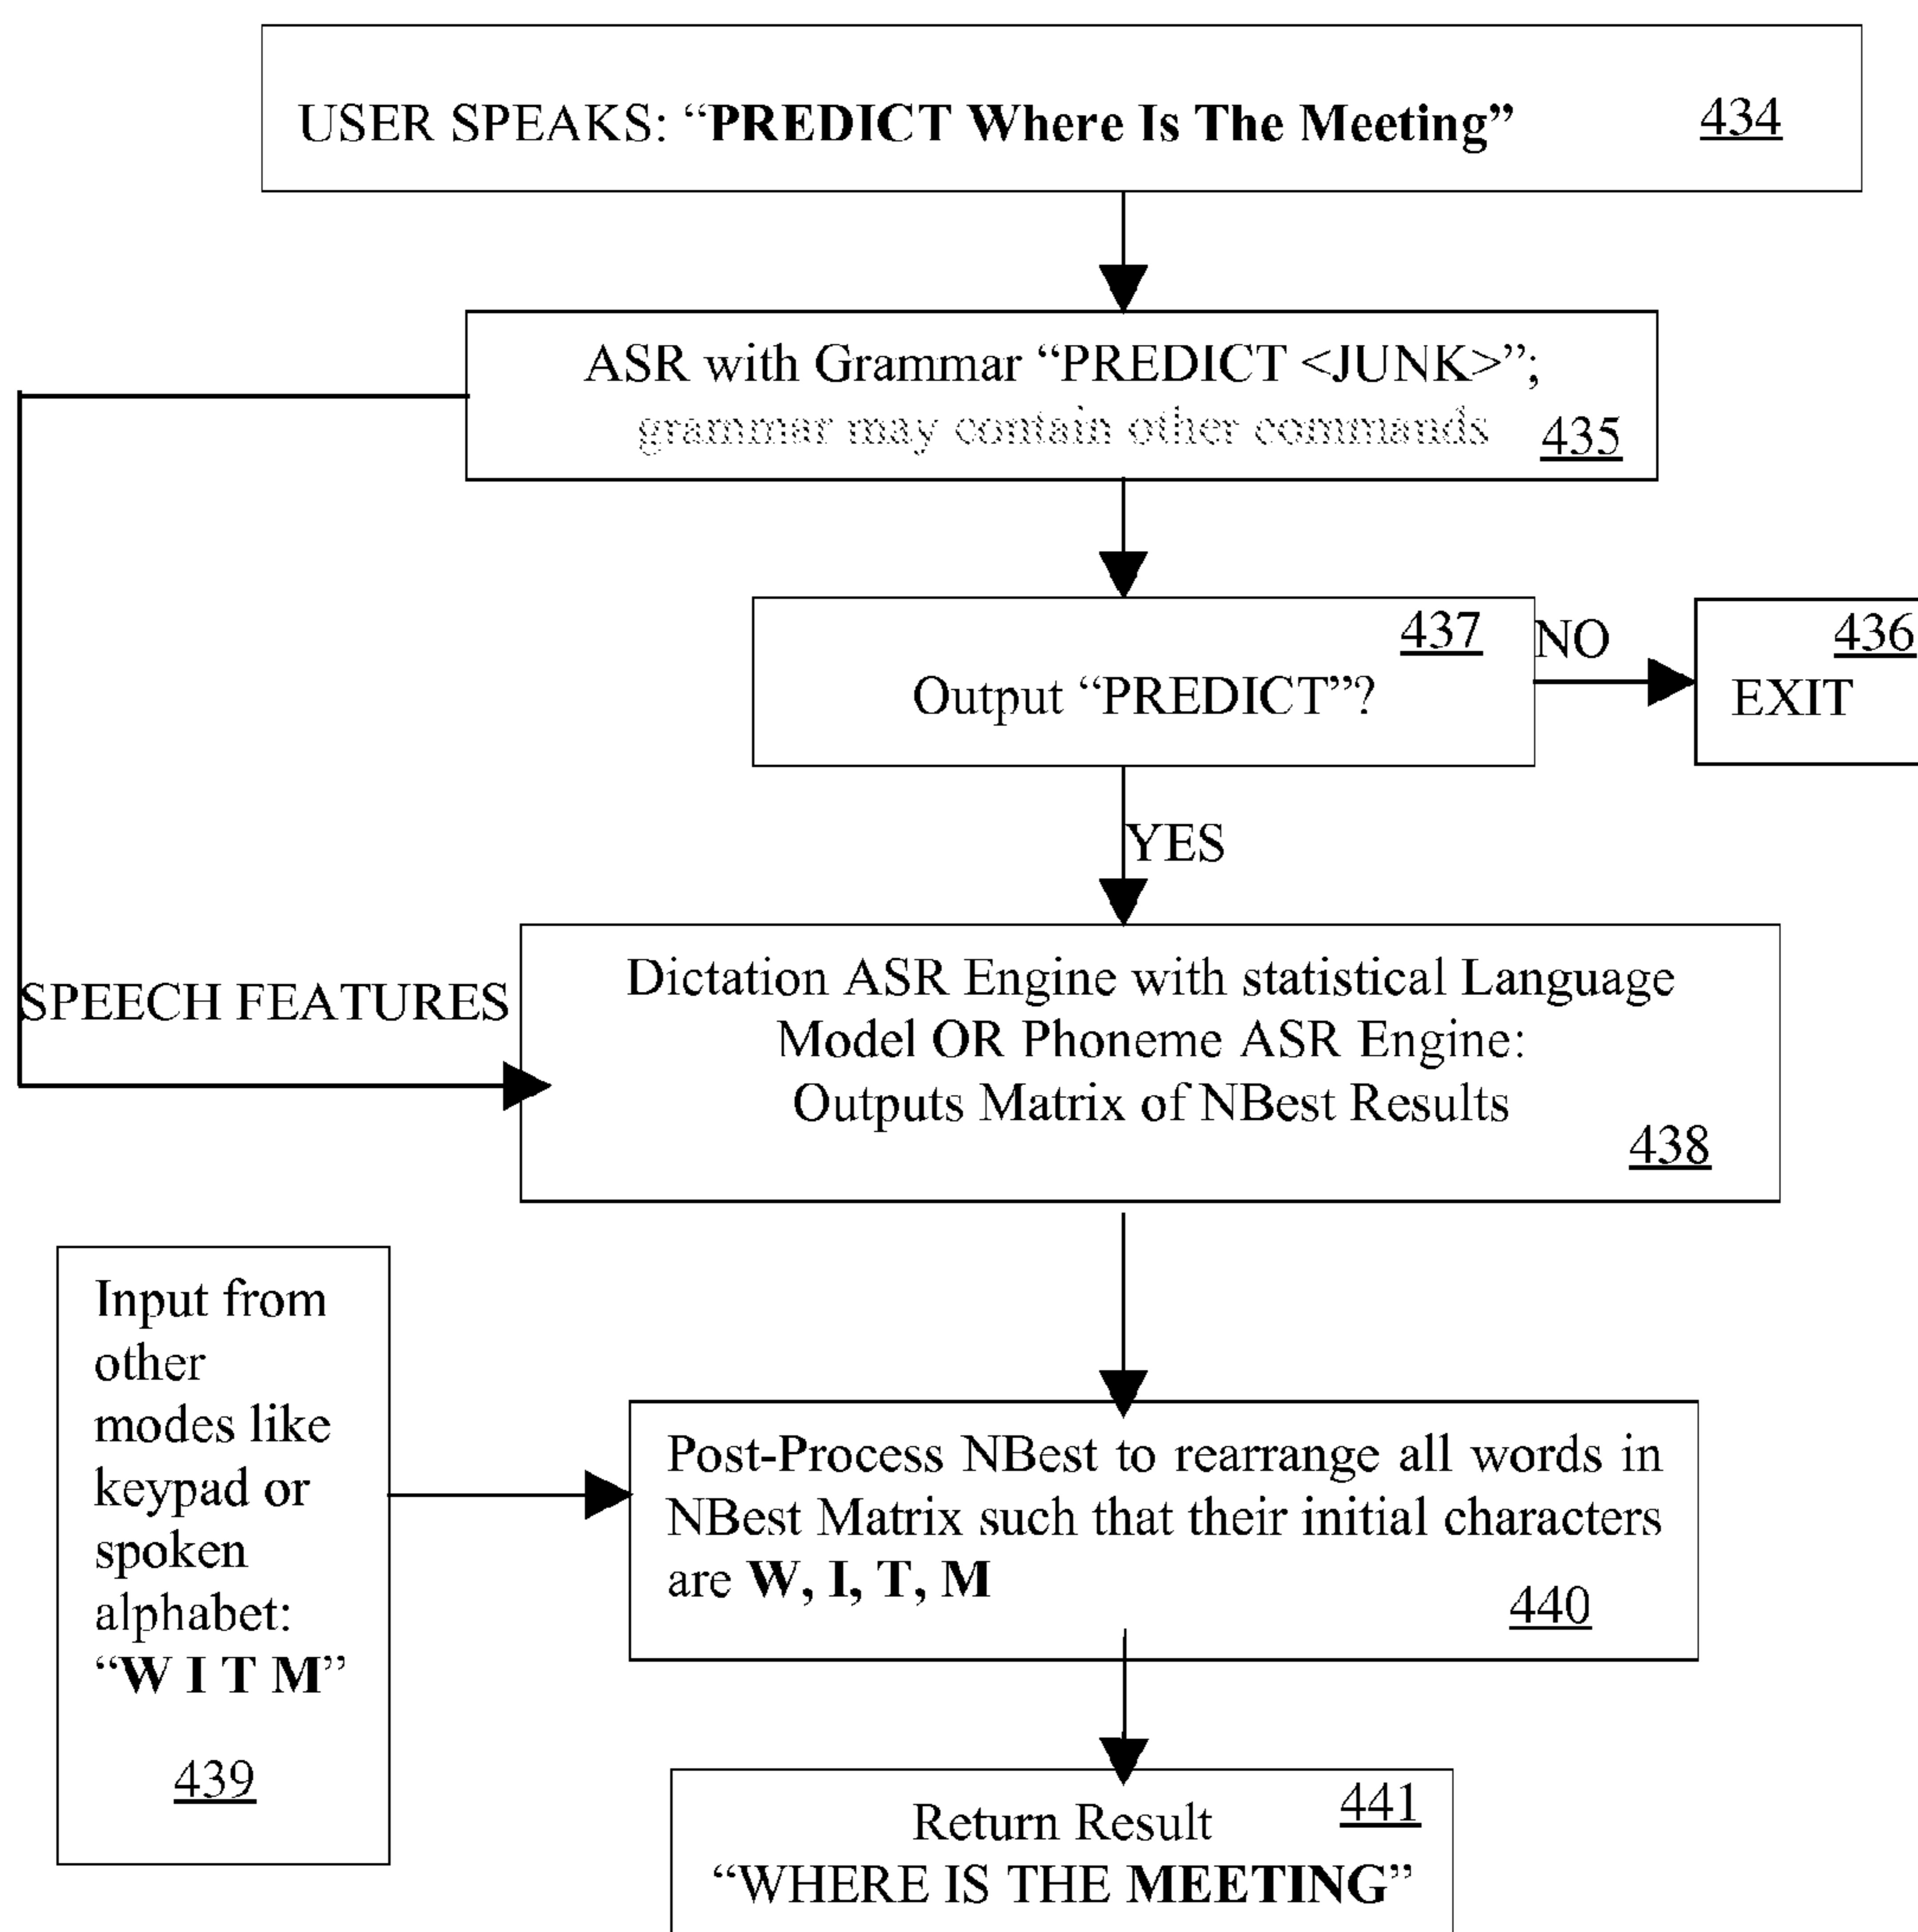 USER SPEAKS: “PREDICT Where Is The Meeting” 434
ASR with Grammar “PREDICT <JUNK>”;
grammar may contain other commands 435
437
Output “PREDICT”?
NO
436
EXIT
YES
SPEECH FEATURES
Dictation ASR Engine with statistical Language
Model OR Phoneme ASR Engine:
Outputs Matrix of NBest Results
438
Input from
other
modes like
keypad or
spoken
alphabet:
“W I T M”
439
Post-Process NBest to rearrange all words in
NBest Matrix such that their initial characters
are W, I, T, M
440
441
Return Result
“WHERE IS THE MEETING”